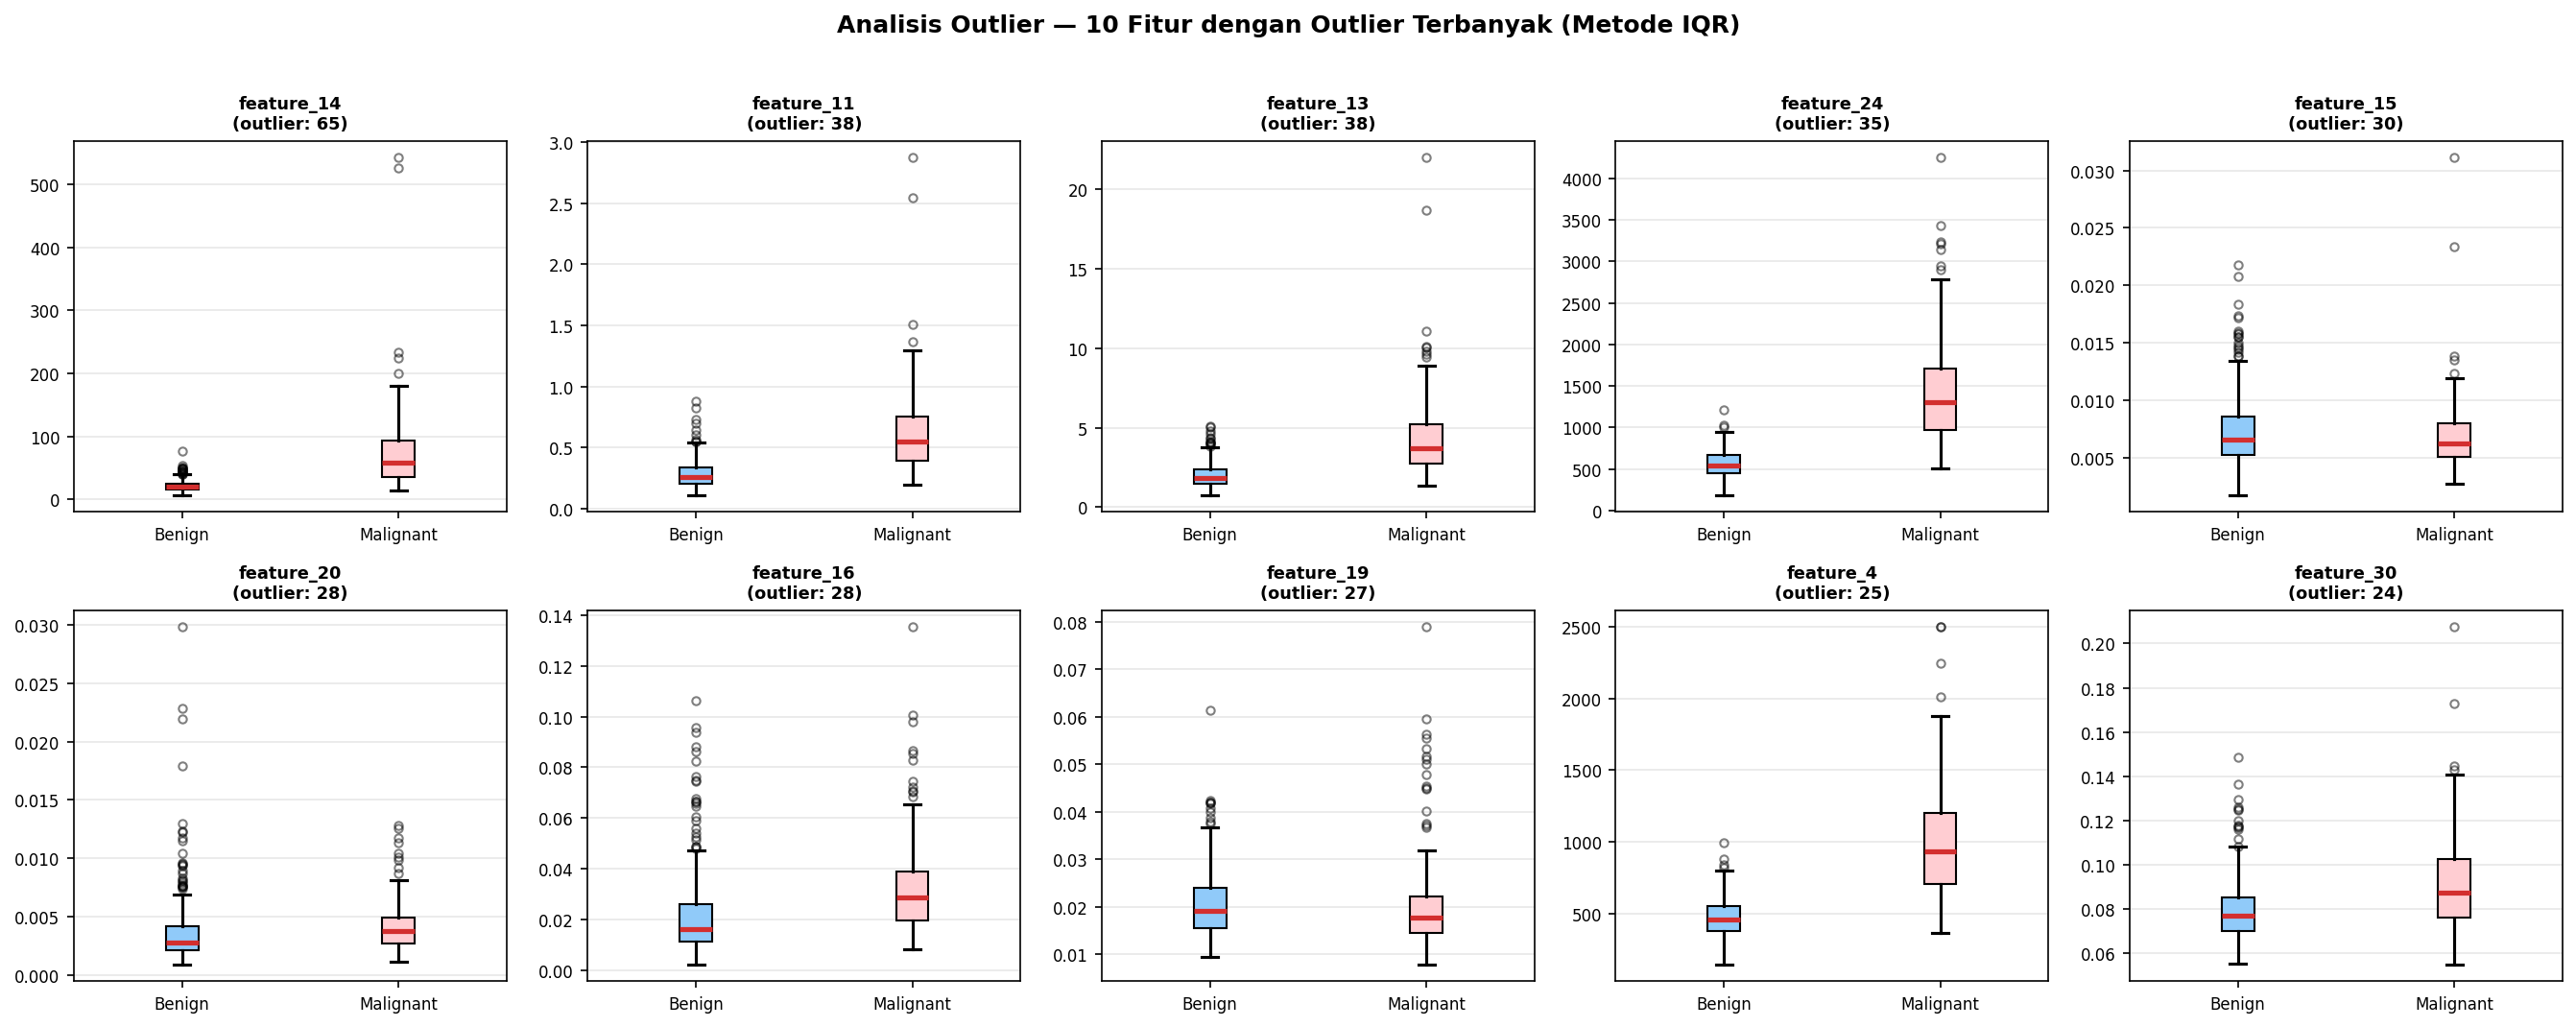 Analisis Outlier — 10 Fitur dengan Outlier Terbanyak (Metode IQR)
feature_14
(outlier: 65)
500
400
300
200
100
0
Benign
Malignant
feature_11
(outlier: 38)
3.0
2.5
2.0
1.5
1.0
0.5
0.0
Benign
Malignant
feature_13
(outlier: 38)
20
15
10
5
0
Benign
Malignant
feature_24
(outlier: 35)
4000
3500
3000
2500
2000
1500
1000
500
0
Benign
Malignant
feature_15
(outlier: 30)
0.030
0.025
0.020
0.015
0.010
0.005
Benign
Malignant
feature_20
(outlier: 28)
0.030
0.025
0.020
0.015
0.010
0.005
0.000
Benign
Malignant
feature_16
(outlier: 28)
0.14
0.12
0.10
0.08
0.06
0.04
0.02
0.00
Benign
Malignant
feature_19
(outlier: 27)
0.08
0.07
0.06
0.05
0.04
0.03
0.02
0.01
Benign
Malignant
feature_4
(outlier: 25)
2500
2000
1500
1000
500
Benign
Malignant
feature_30
(outlier: 24)
0.20
0.18
0.16
0.14
0.12
0.10
0.08
0.06
Benign
Malignant